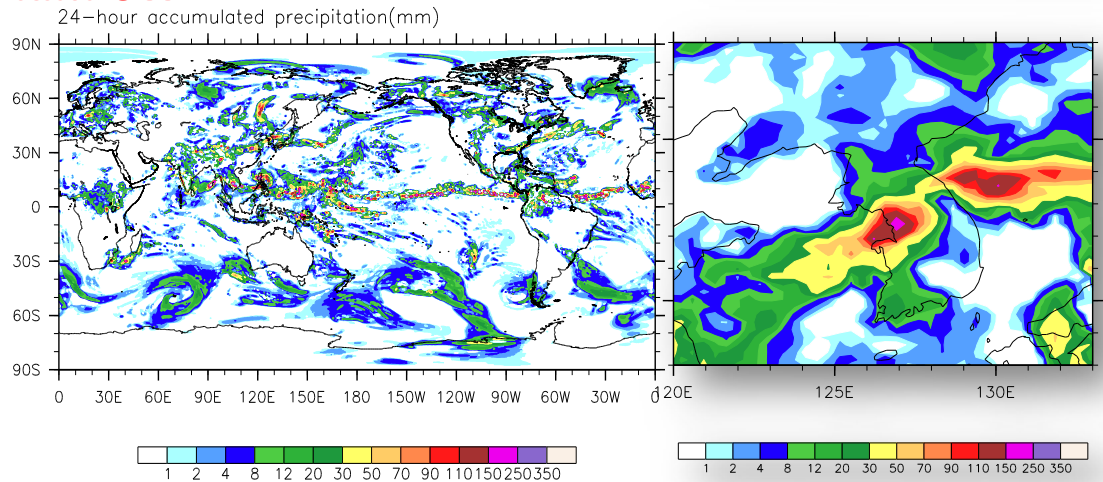 24-hour accumulated precipitation(mm)
90N
60N
30N
0
30S
60S
90S
0 30E 60E 90E 120E 150E 180 150W 120W 90W 60W 30W 0
120E 125E 130E
1 2 4 8 12 20 30 50 70 90 110 150 250 350
1 2 4 8 12 20 30 50 70 90 110 150 250 350